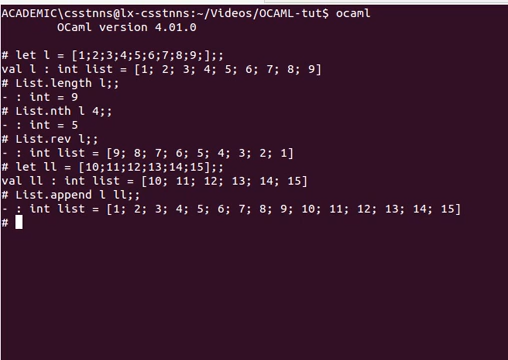 ACADEMIC\csstnns@lx-csstnns:~/Videos/OCAML-tut$ ocaml
OCaml version 4.01.0
# let l = [1;2;3;4;5;6;7;8;9;];;
val l : int list = [1; 2; 3; 4; 5; 6; 7; 8; 9]
# List.length l;;
- : int = 9
# List.nth l 4;;
- : int = 5
# List.rev l;;
- : int list = [9; 8; 7; 6; 5; 4; 3; 2; 1]
# let ll = [10;11;12;13;14;15];;
val ll : int list = [10; 11; 12; 13; 14; 15]
# List.append l ll;;
- : int list = [1; 2; 3; 4; 5; 6; 7; 8; 9; 10; 11; 12; 13; 14; 15]
#